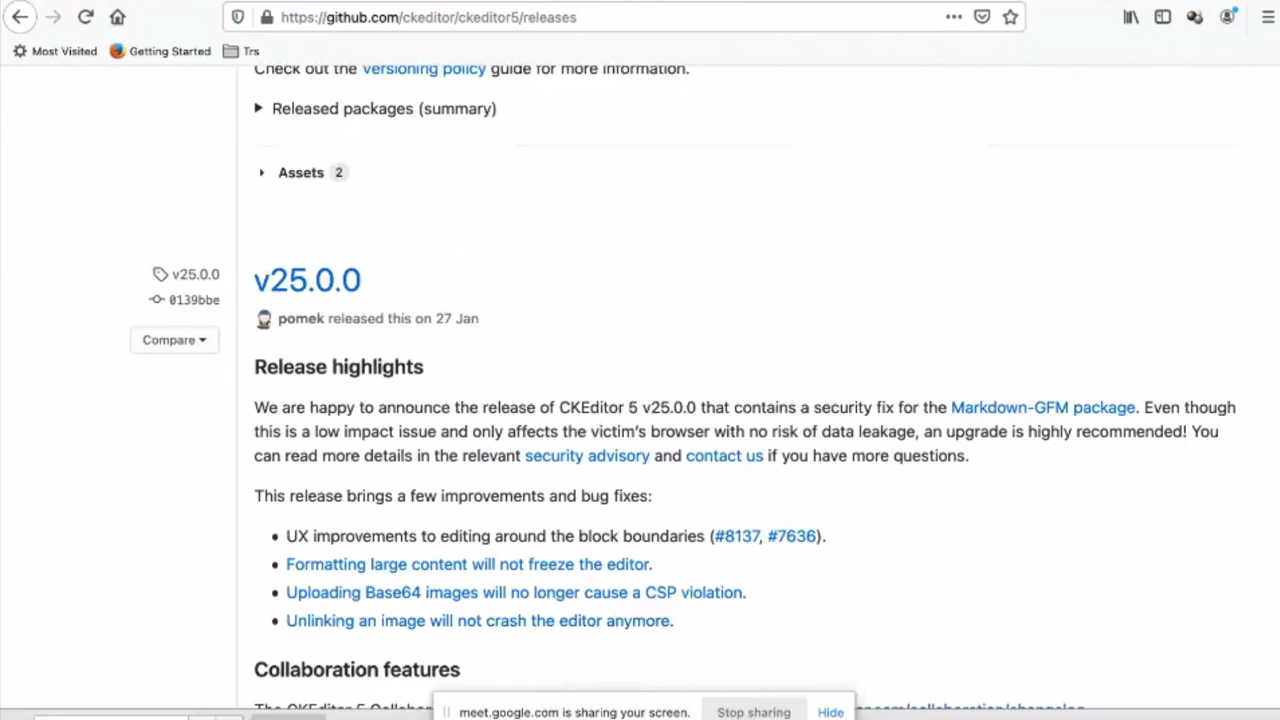 https://github.com/ckeditor/ckeditor5/releases
Most Visited Getting Started Trs
Check out the versioning policy guide for more information.
Released packages (summary)
Assets 2
v25.0.0
0139bbe
Compare
v25.0.0
pomek released this on 27 Jan
Release highlights
We are happy to announce the release of CKEditor 5 v25.0.0 that contains a security fix for the Markdown-GFM package. Even though
this is a low impact issue and only affects the victim's browser with no risk of data leakage, an upgrade is highly recommended! You
can read more details in the relevant security advisory and contact us if you have more questions.
This release brings a few improvements and bug fixes:
• UX improvements to editing around the block boundaries (#8137, #7636).
• Formatting large content will not freeze the editor.
• Uploading Base64 images will no longer cause a CSP violation.
• Unlinking an image will not crash the editor anymore.
Collaboration features
meet.google.com is sharing your screen. Stop sharing Hide